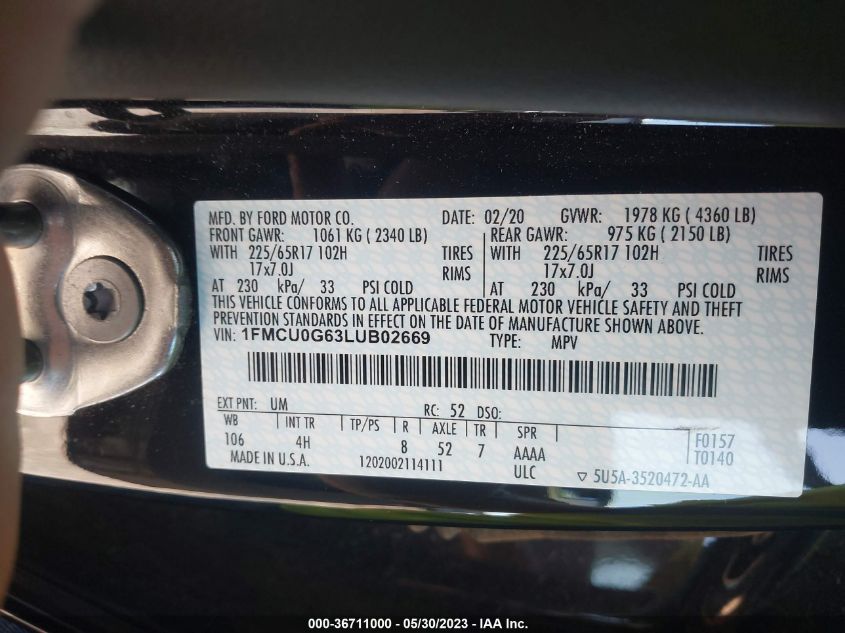 MFD. BY FORD MOTOR CO. DATE: 02/20 GVWR: 1978 KG ( 4360 LB)
FRONT GAWR: 1061 KG ( 2340 LB) REAR GAWR: 975 KG ( 2150 LB)
WITH 225/65R17 102H TIRES WITH 225/65R17 102H TIRES
17x7.0J RIMS 17x7.0J RIMS
AT 230 kPa/ 33 PSI COLD AT 230 kPa/ 33 PSI COLD
THIS VEHICLE CONFORMS TO ALL APPLICABLE FEDERAL MOTOR VEHICLE SAFETY AND THEFT
PREVENTION STANDARDS IN EFFECT ON THE DATE OF MANUFACTURE SHOWN ABOVE.
VIN: 1FMCU0G63LUB02669 TYPE: MPV
EXT PNT: UM RC: 52 DSO:
WB INT TR TP/PS R AXLE TR SPR F0157
106 4H 8 52 7 AAAA T0140
MADE IN U.S.A. 1202002114111 ULC ▽ 5U5A-3520472-AA
000-36711000 - 05/30/2023 - IAA Inc.